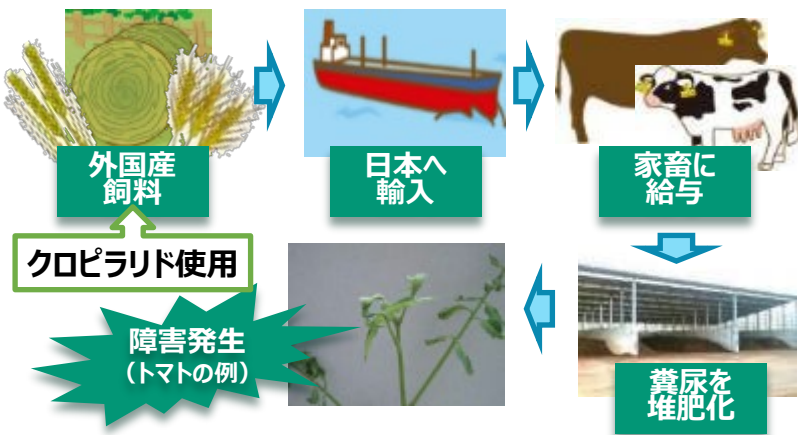 外国産
飼料
日本へ
輸入
家畜に
給与
クロピラリド使用
障害発生
（トマトの例）
糞尿を
堆肥化